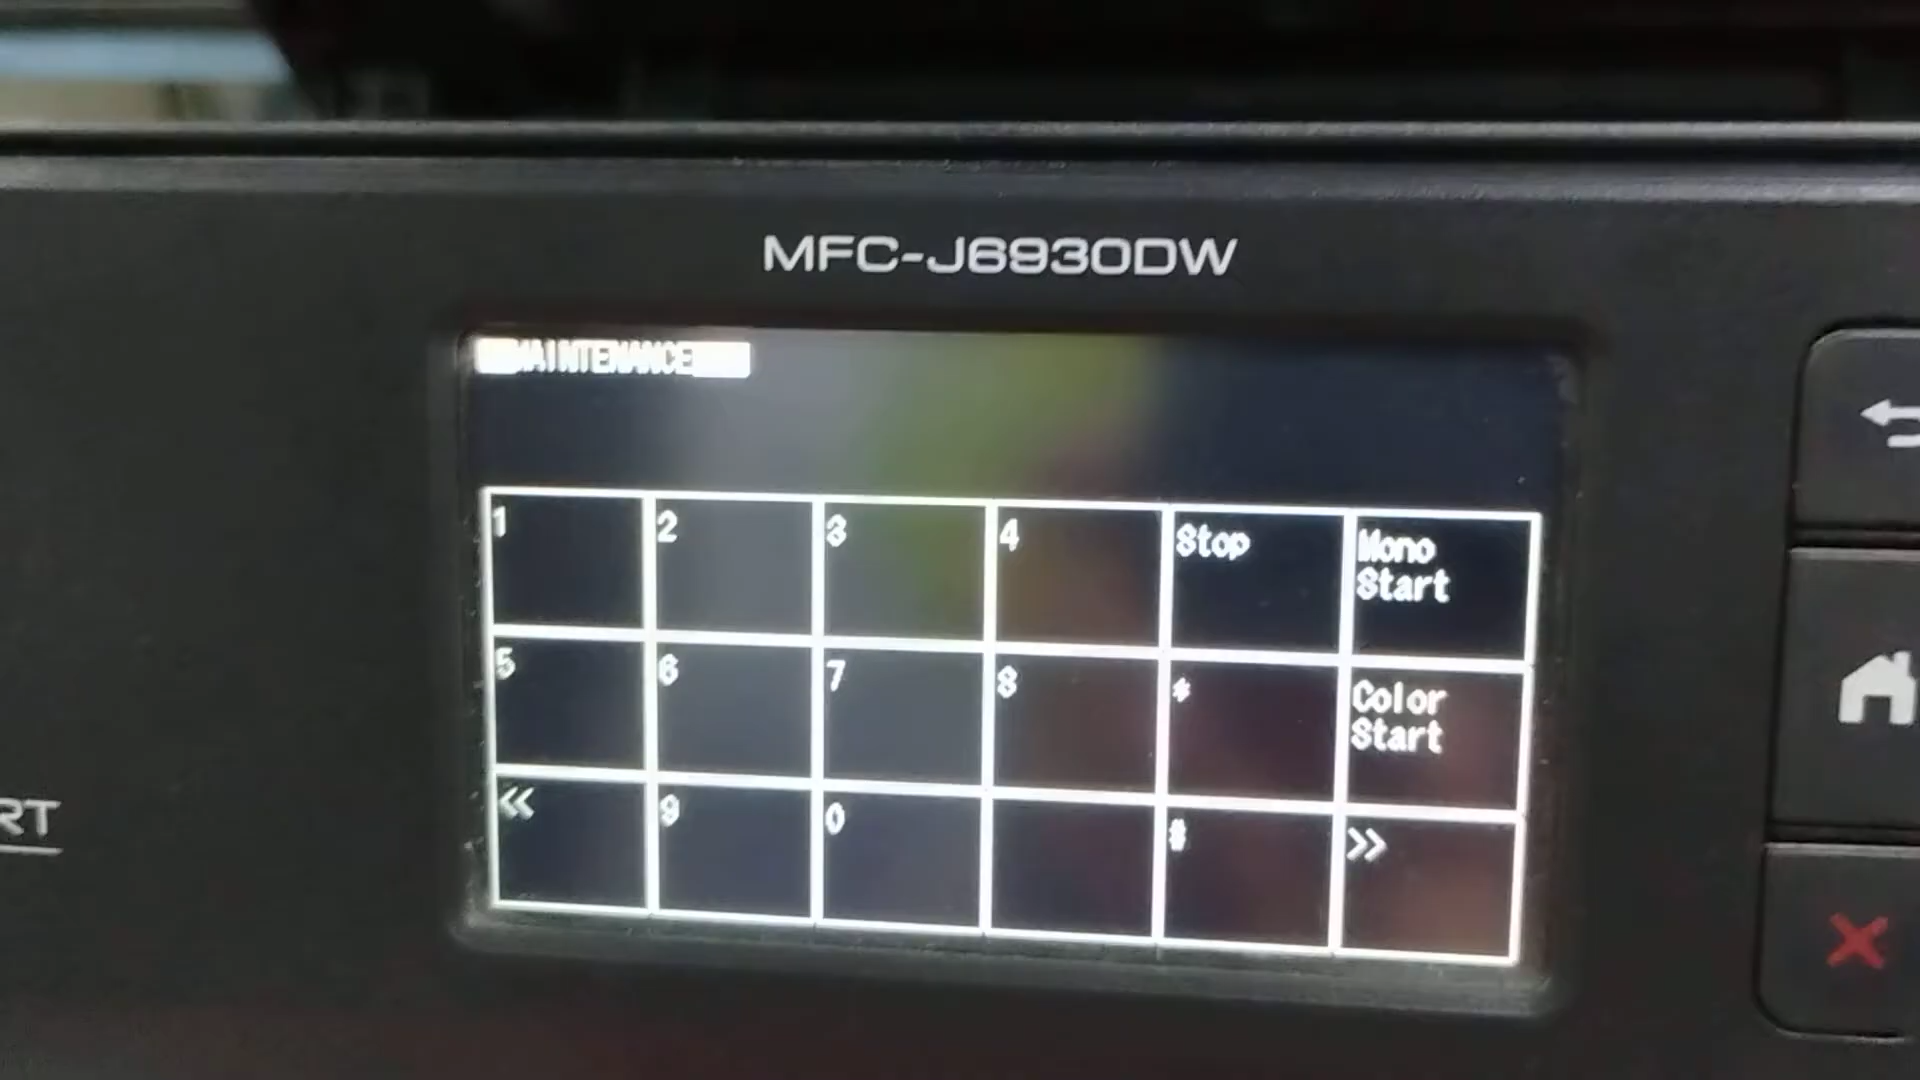 MFC-J6930DW
MAINTENANCE
1 2 3 4 Stop Mono Start
5 6 7 8 * Color Start
<< 9 0 # >>
RT